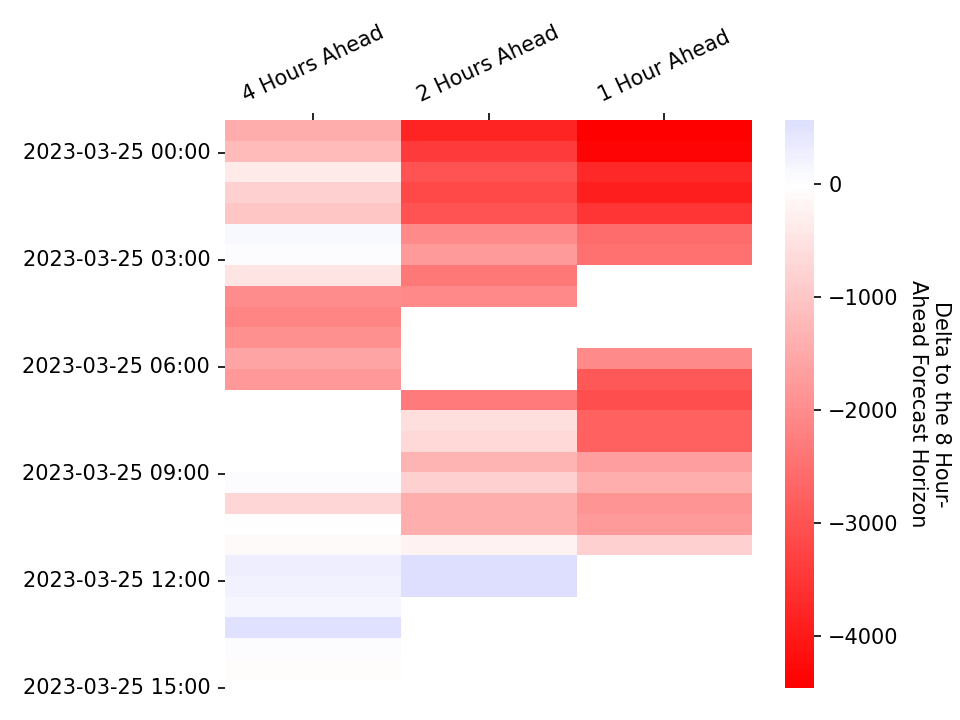 4 Hours Ahead
2 Hours Ahead
1 Hour Ahead
2023-03-25 00:00
2023-03-25 03:00
2023-03-25 06:00
2023-03-25 09:00
2023-03-25 12:00
2023-03-25 15:00
0
−1000
−2000
−3000
−4000
Delta to the 8 Hour-
Ahead Forecast Horizon